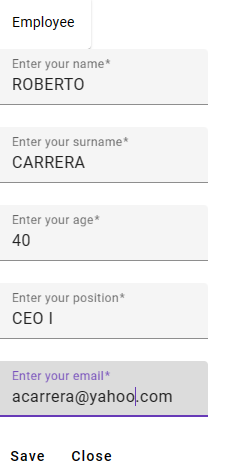 Employee
Enter your name*
ROBERTO
Enter your surname*
CARRERA
Enter your age*
40
Enter your position*
CEO I
Enter your email*
acarrera@yahoo.com
Save Close